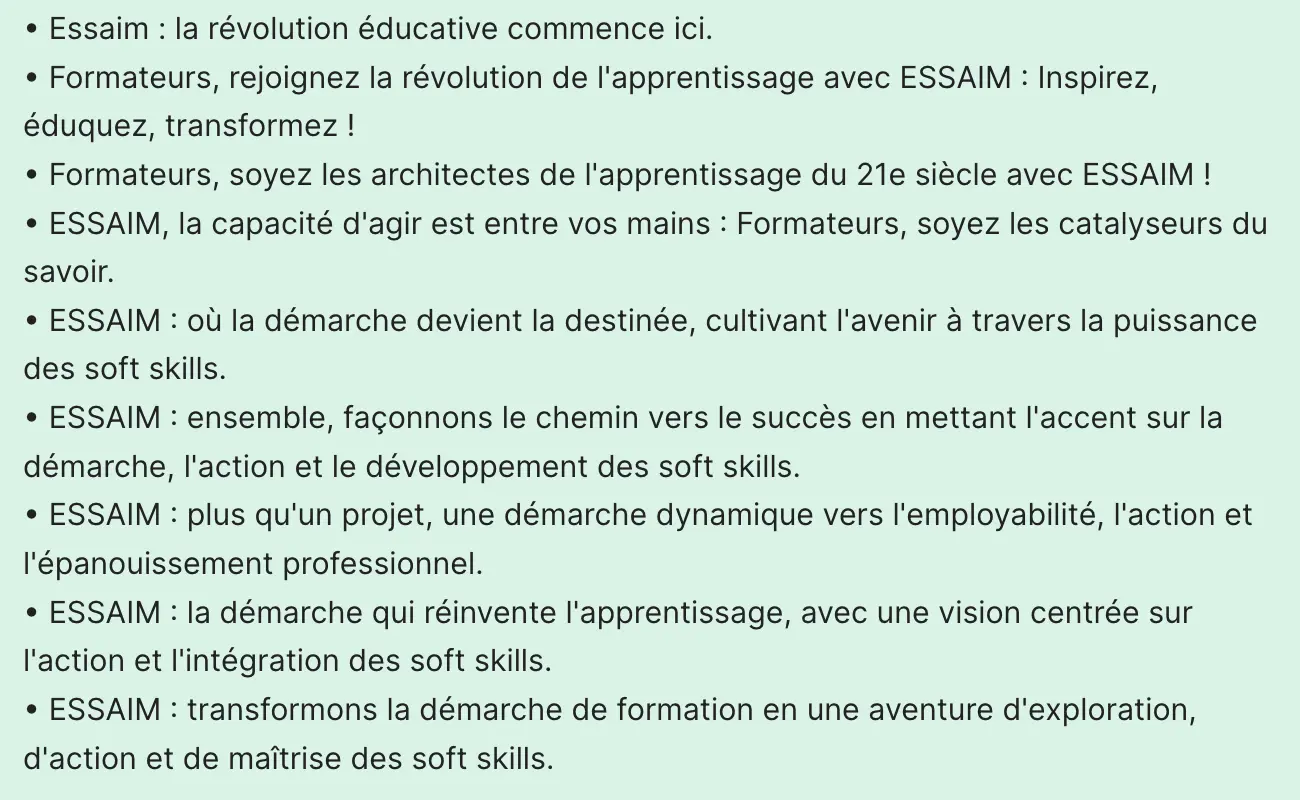 • Essaim : la révolution éducative commence ici.
• Formateurs, rejoignez la révolution de l'apprentissage avec ESSAIM : Inspirez,
éduquez, transformez !
• Formateurs, soyez les architectes de l'apprentissage du 21e siècle avec ESSAIM !
• ESSAIM, la capacité d'agir est entre vos mains : Formateurs, soyez les catalyseurs du
savoir.
• ESSAIM : où la démarche devient la destinée, cultivant l'avenir à travers la puissance
des soft skills.
• ESSAIM : ensemble, façonnons le chemin vers le succès en mettant l'accent sur la
démarche, l'action et le développement des soft skills.
• ESSAIM : plus qu'un projet, une démarche dynamique vers l'employabilité, l'action et
l'épanouissement professionnel.
• ESSAIM : la démarche qui réinvente l'apprentissage, avec une vision centrée sur
l'action et l'intégration des soft skills.
• ESSAIM : transformons la démarche de formation en une aventure d'exploration,
d'action et de maîtrise des soft skills.